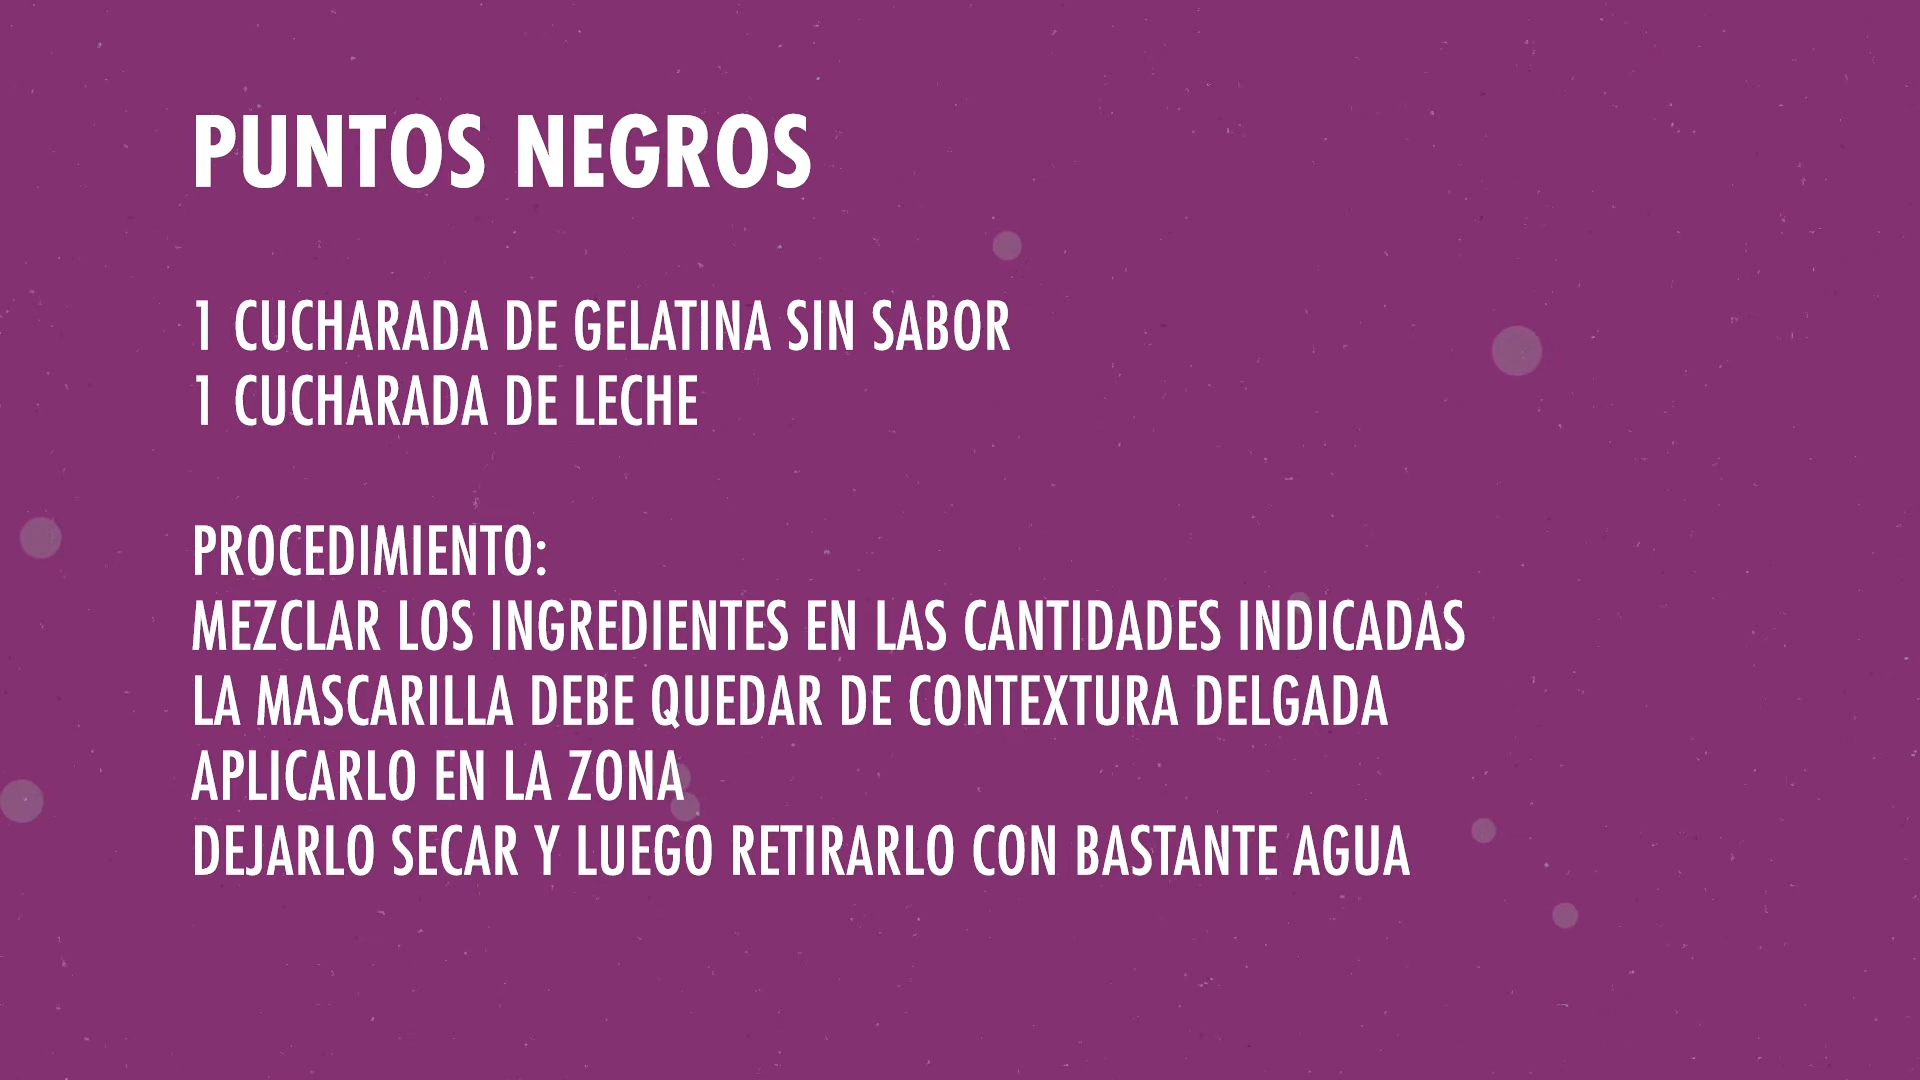 PUNTOS NEGROS
1 CUCHARADA DE GELATINA SIN SABOR
1 CUCHARADA DE LECHE
PROCEDIMIENTO:
MEZCLAR LOS INGREDIENTES EN LAS CANTIDADES INDICADAS
LA MASCARILLA DEBE QUEDAR DE CONTEXTURA DELGADA
APLICARLO EN LA ZONA
DEJARLO SECAR Y LUEGO RETIRARLO CON BASTANTE AGUA